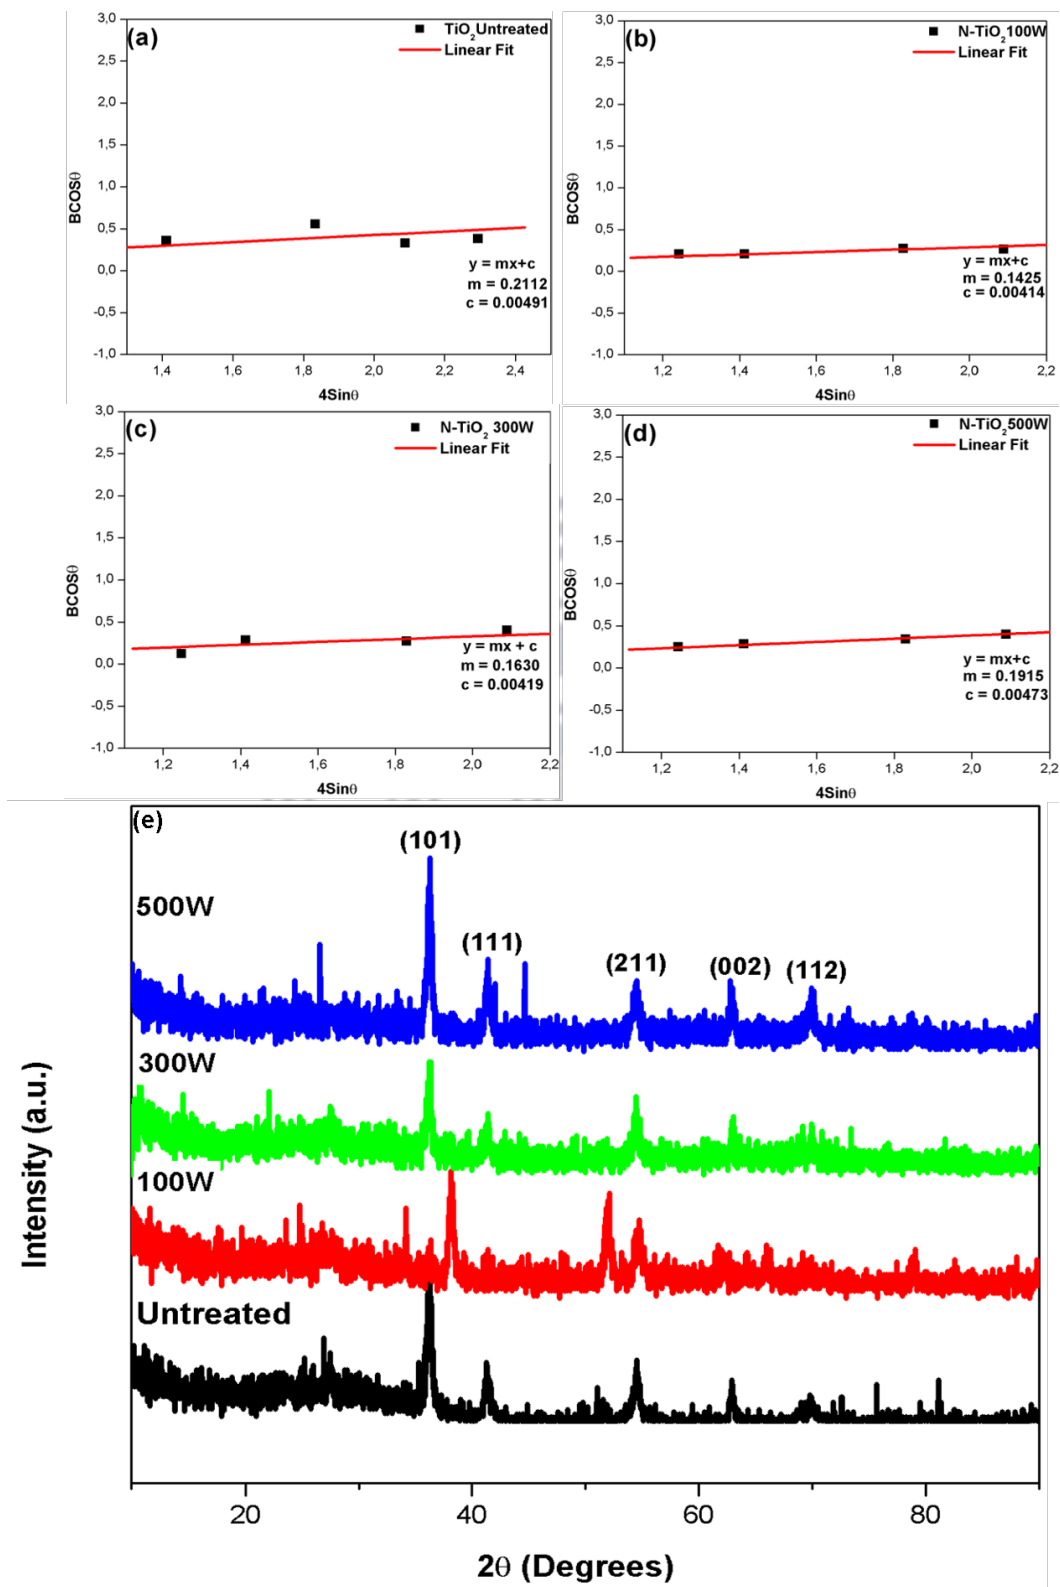 (a)
TiO2Untreated
Linear Fit
3,0
2,5
2,0
1,5
1,0
0,5
0,0
-0,5
-1,0
BCOSθ
y = mx+c
m = 0.2112
c = 0.00491
1,4 1,6 1,8 2,0 2,2 2,4
4Sinθ
(b)
N-TiO2100W
Linear Fit
3,0
2,5
2,0
1,5
1,0
0,5
0,0
-0,5
-1,0
BCOSθ
y = mx+c
m = 0.1425
c = 0.00414
1,2 1,4 1,6 1,8 2,0 2,2
4Sinθ
(c)
N-TiO2 300W
Linear Fit
3,0
2,5
2,0
1,5
1,0
0,5
0,0
-0,5
-1,0
BCOSθ
y = mx + c
m = 0.1630
c = 0.00419
1,2 1,4 1,6 1,8 2,0 2,2
4Sinθ
(d)
N-TiO2500W
Linear Fit
3,0
2,5
2,0
1,5
1,0
0,5
0,0
-0,5
-1,0
BCOSθ
y = mx+c
m = 0.1915
c = 0.00473
1,2 1,4 1,6 1,8 2,0 2,2
4Sinθ
(e)
(101)
500W
(111)
(211)
(002)
(112)
300W
100W
Untreated
Intensity (a.u.)
20 40 60 80
2θ (Degrees)